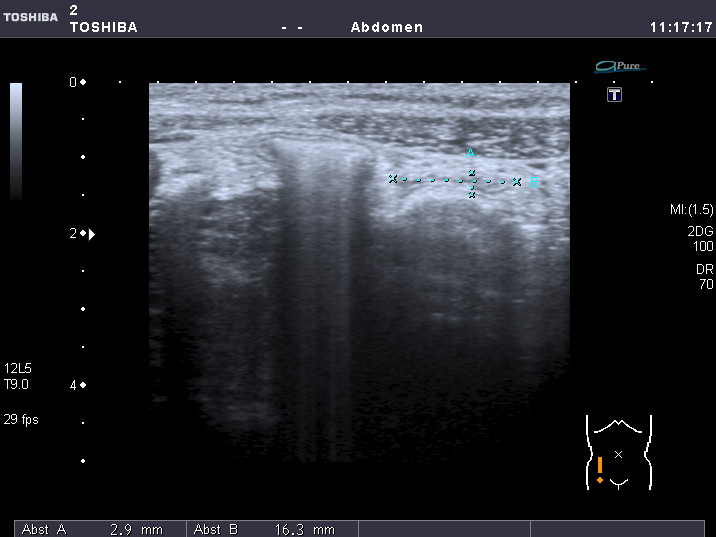 TOSHIBA
2
TOSHIBA - - Abdomen 11:17:17
Pure
T
0
2
4
MI:(1.5)
2DG
100
DR
70
12L5
T9.0
29 fps
Abst A 2.9 mm Abst B 16.3 mm